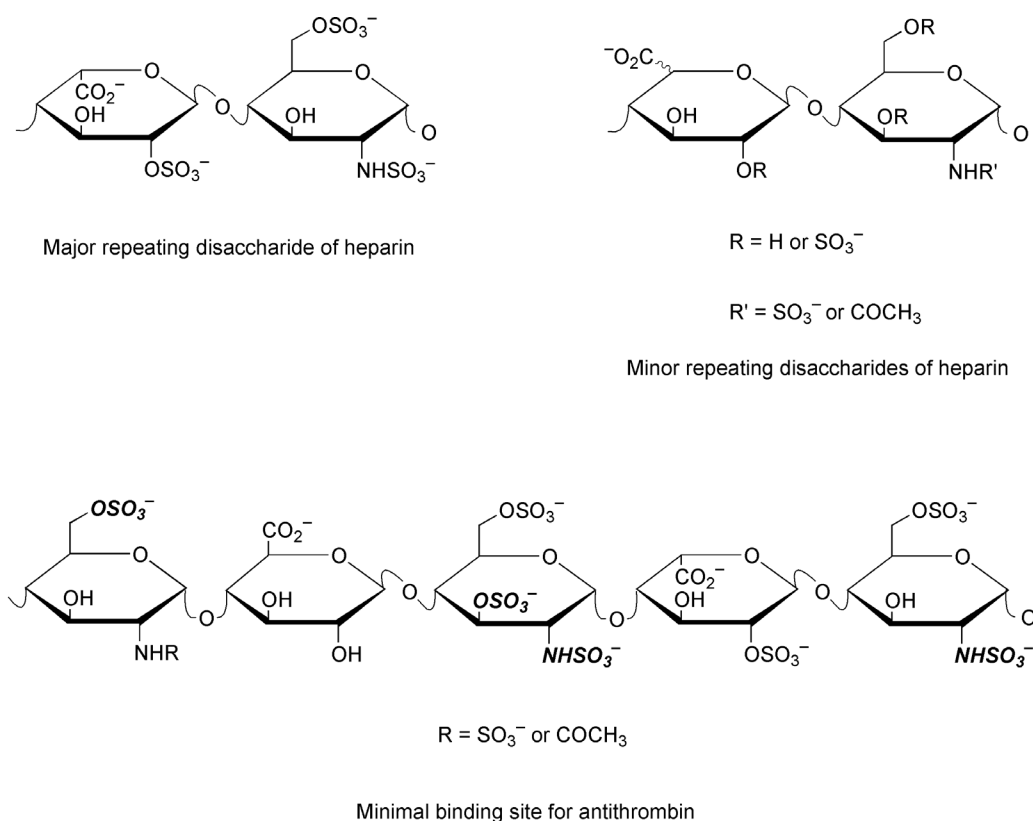 OSO₃⁻
O
CO₂⁻
OH
O
OH
O
OSO₃⁻
NHSO₃⁻
Major repeating disaccharide of heparin
OR
⁻O₂C
O
O
OH
O
OR
O
OR
NHR'
R = H or SO₃⁻
R' = SO₃⁻ or COCH₃
Minor repeating disaccharides of heparin
OSO₃⁻
CO₂⁻
OSO₃⁻
OSO₃⁻
O
O
O
O
O
OH
OH
OSO₃⁻
CO₂⁻
OH
OH
O
O
O
O
O
NHR
OH
NHSO₃⁻
OSO₃⁻
NHSO₃⁻
R = SO₃⁻ or COCH₃
Minimal binding site for antithrombin